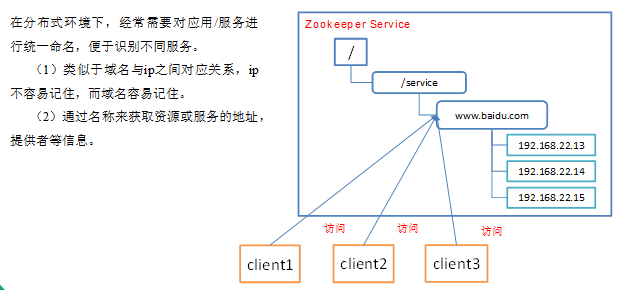 在分布式环境下，经常需要对应用/服务进
行统一命名，便于识别不同服务。
（1）类似于域名与ip之间对应关系，ip
不容易记住，而域名容易记住。
（2）通过名称来获取资源或服务的地址，
提供者等信息。
Zookeeper Service
/
/service
www.baidu.com
192.168.22.13
192.168.22.14
192.168.22.15
访问
访问
访问
client1
client2
client3